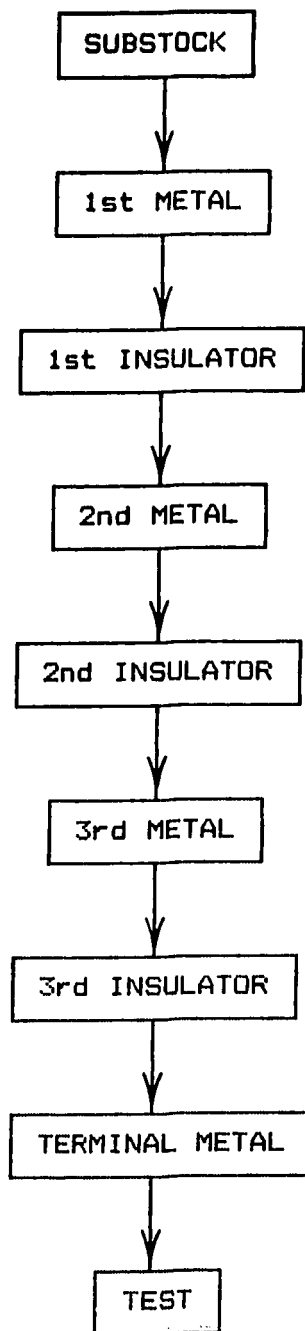 SUBSTOCK
1st METAL
1st INSULATOR
2nd METAL
2nd INSULATOR
3rd METAL
3rd INSULATOR
TERMINAL METAL
TEST